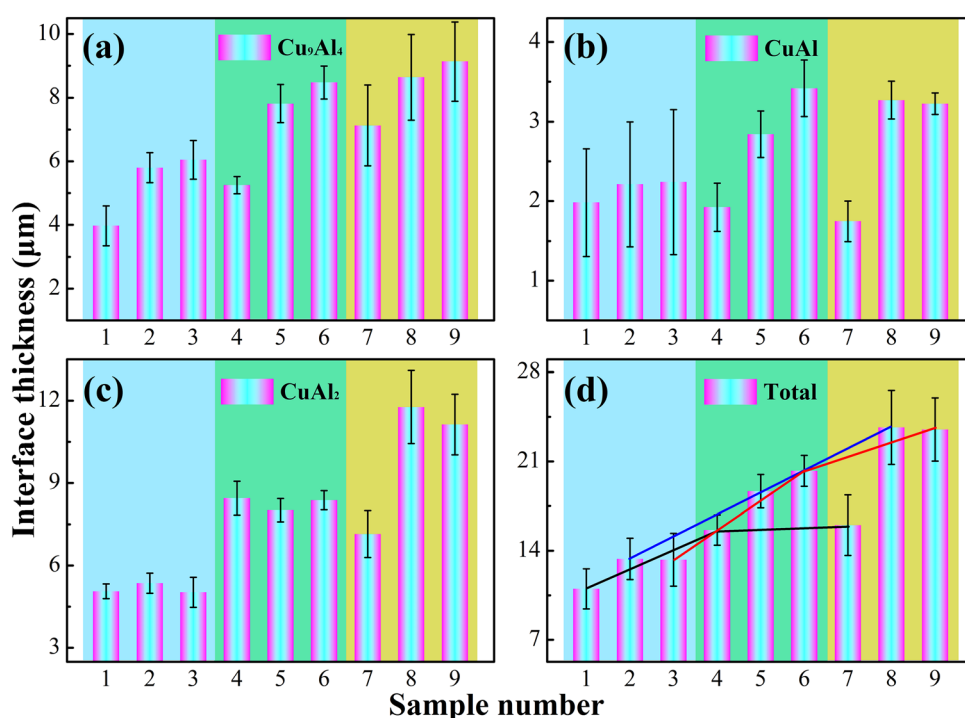 Interface thickness (μm)
(a) Cu₉Al₄
10
8
6
4
2
1 2 3 4 5 6 7 8 9
(b) CuAl
4
3
2
1
1 2 3 4 5 6 7 8 9
(c) CuAl₂
12
9
6
3
1 2 3 4 5 6 7 8 9
(d) Total
28
21
14
7
1 2 3 4 5 6 7 8 9
Sample number